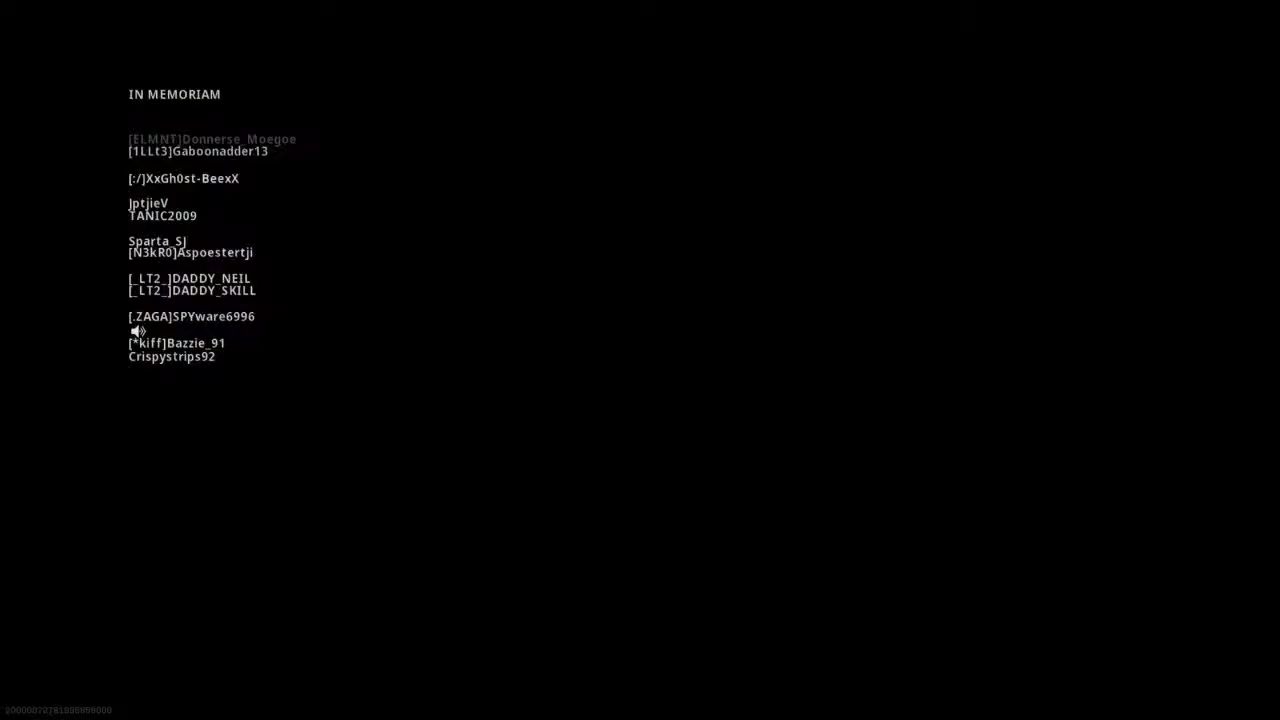 IN MEMORIAM
[ELMNT]Donnerse_Moegoe
[1LLt3]Gaboonadder13
[:/]XxGh0st-BeexX
JptjieV
TANIC2009
Sparta_SJ
[N3kR0]Aspoestertji
[_LT2_]DADDY_NEIL
[_LT2_]DADDY_SKILL
[.ZAGA]SPYware6996
[*kiff]Bazzie_91
Crispystrips92